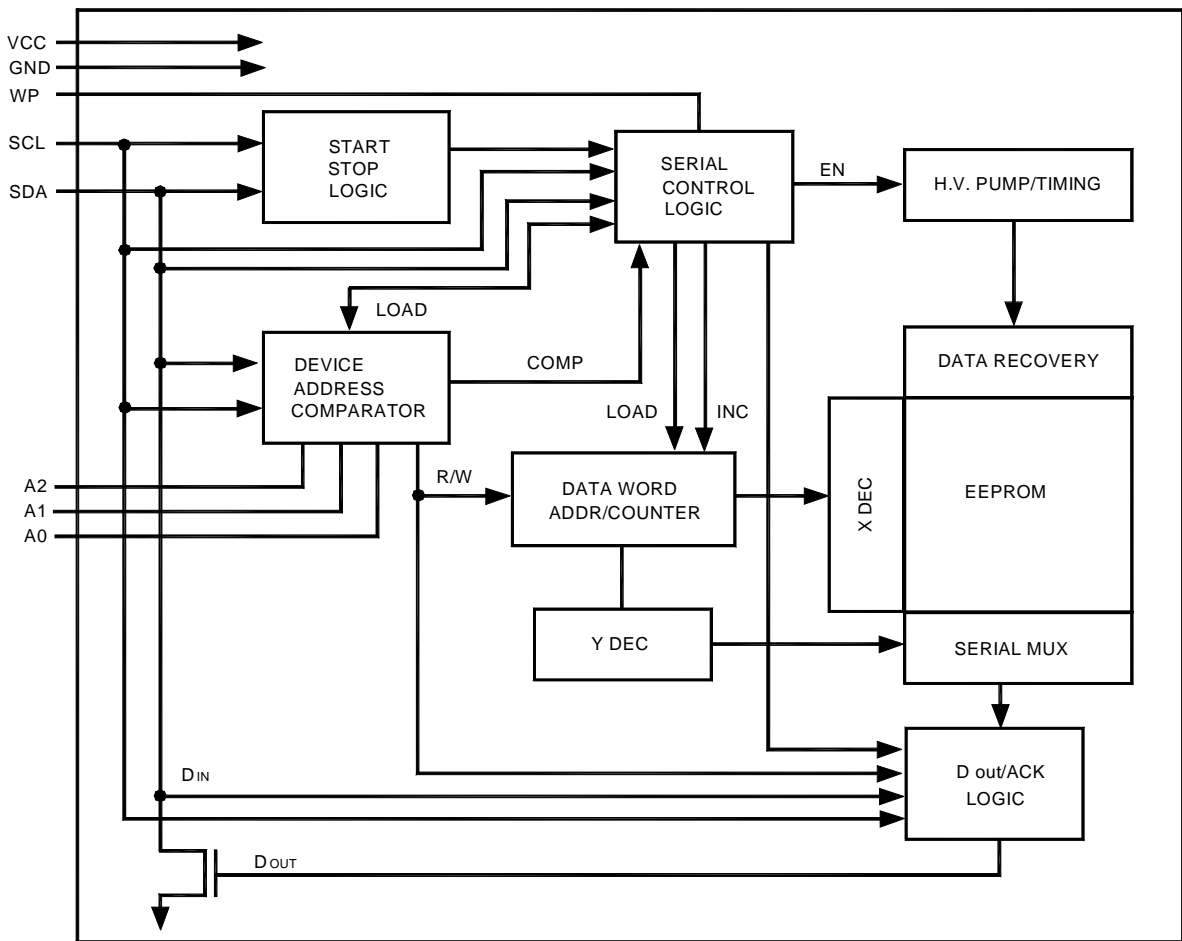 VCC
GND
WP
SCL
SDA
START
STOP
LOGIC
SERIAL
CONTROL
LOGIC
EN
H.V. PUMP/TIMING
LOAD
DEVICE
ADDRESS
COMPARATOR
COMP
LOAD
INC
DATA RECOVERY
A2
A1
A0
R/W
DATA WORD
ADDR/COUNTER
X DEC
EEPROM
Y DEC
SERIAL MUX
DIN
D out/ACK
LOGIC
DOUT